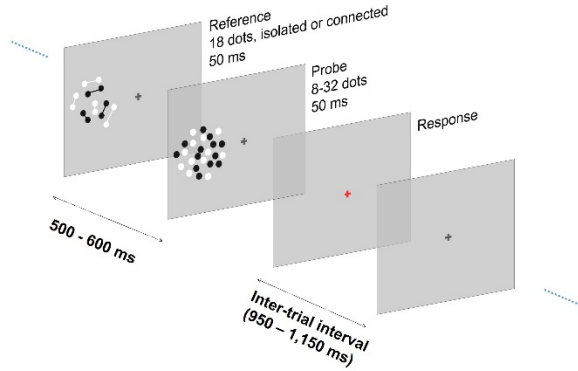 Reference
18 dots, isolated or connected
50 ms
Probe
8-32 dots
50 ms
Response
500 - 600 ms
Inter-trial interval
(950 – 1,150 ms)